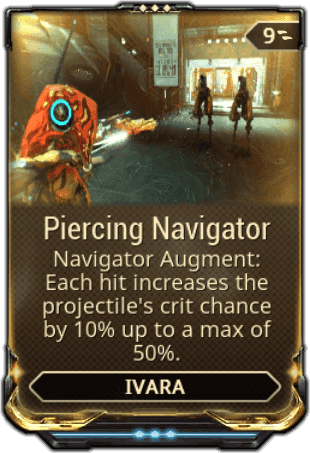 9
Piercing Navigator
Navigator Augment:
Each hit increases the
projectile's crit chance
by 10% up to a max of
50%.
IVARA